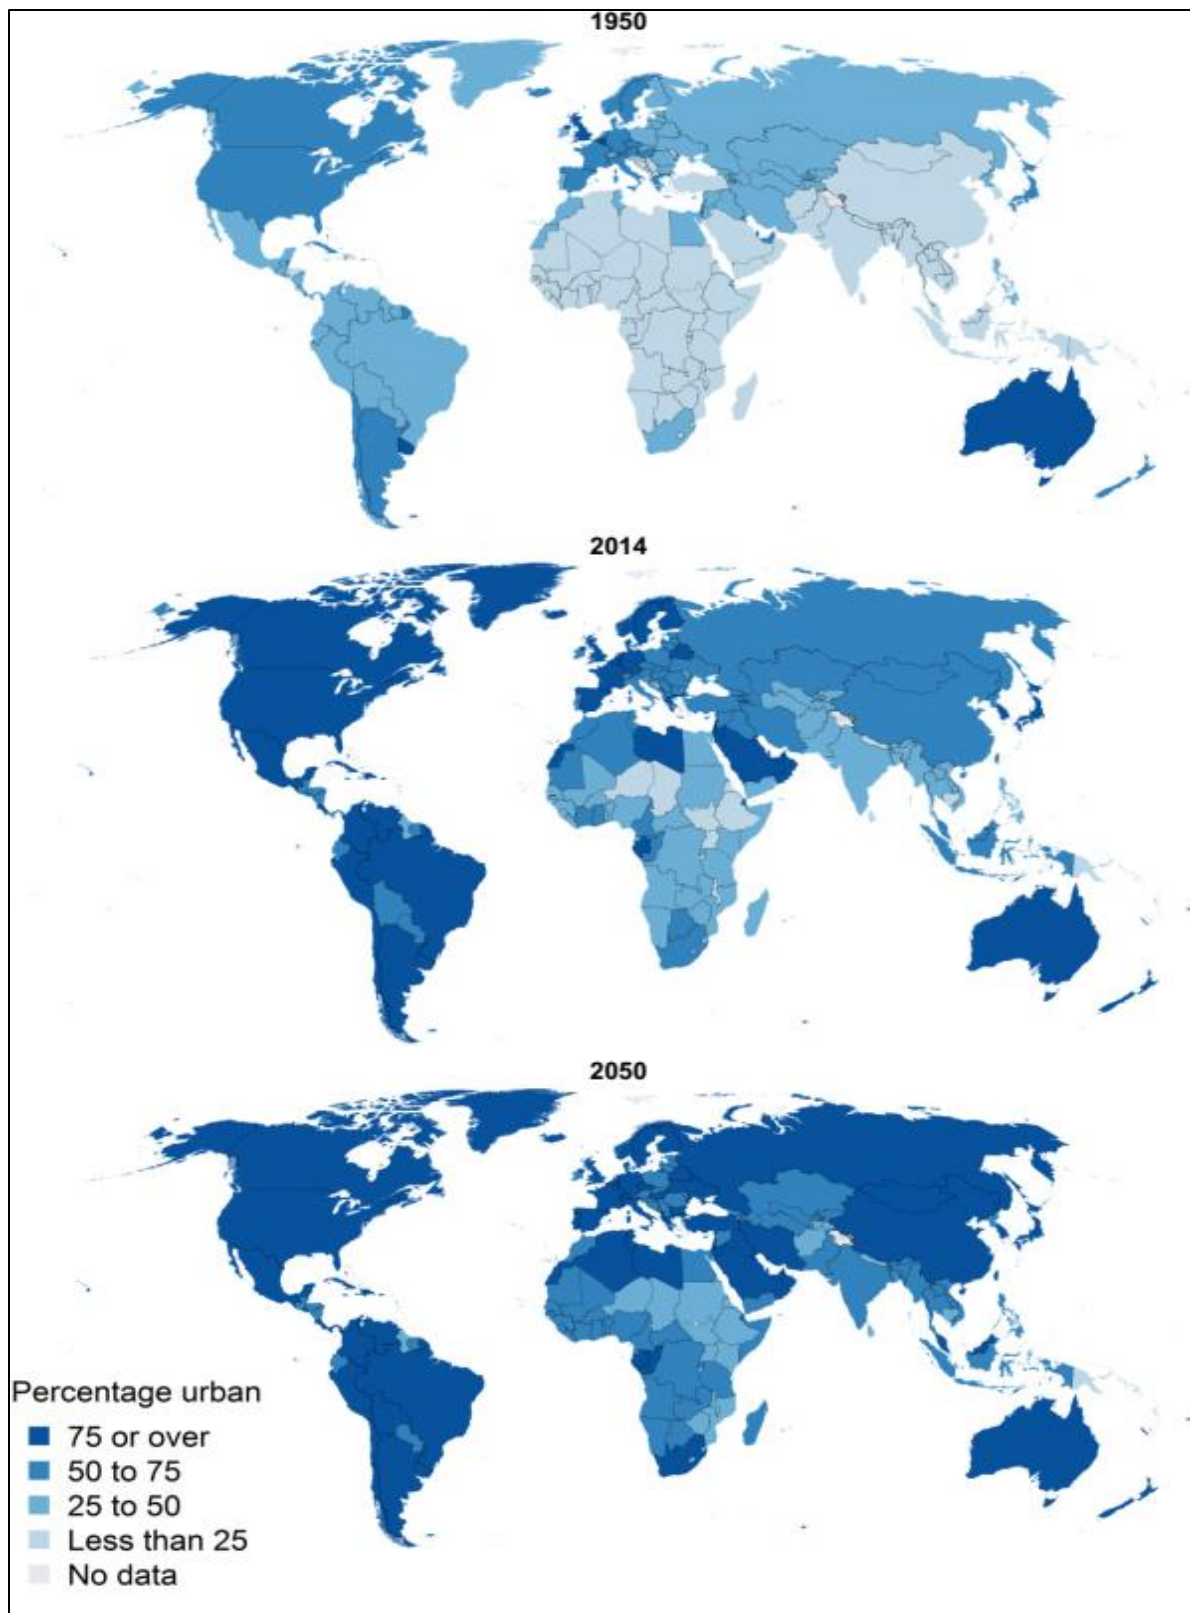 1950
2014
2050
Percentage urban
75 or over
50 to 75
25 to 50
Less than 25
No data